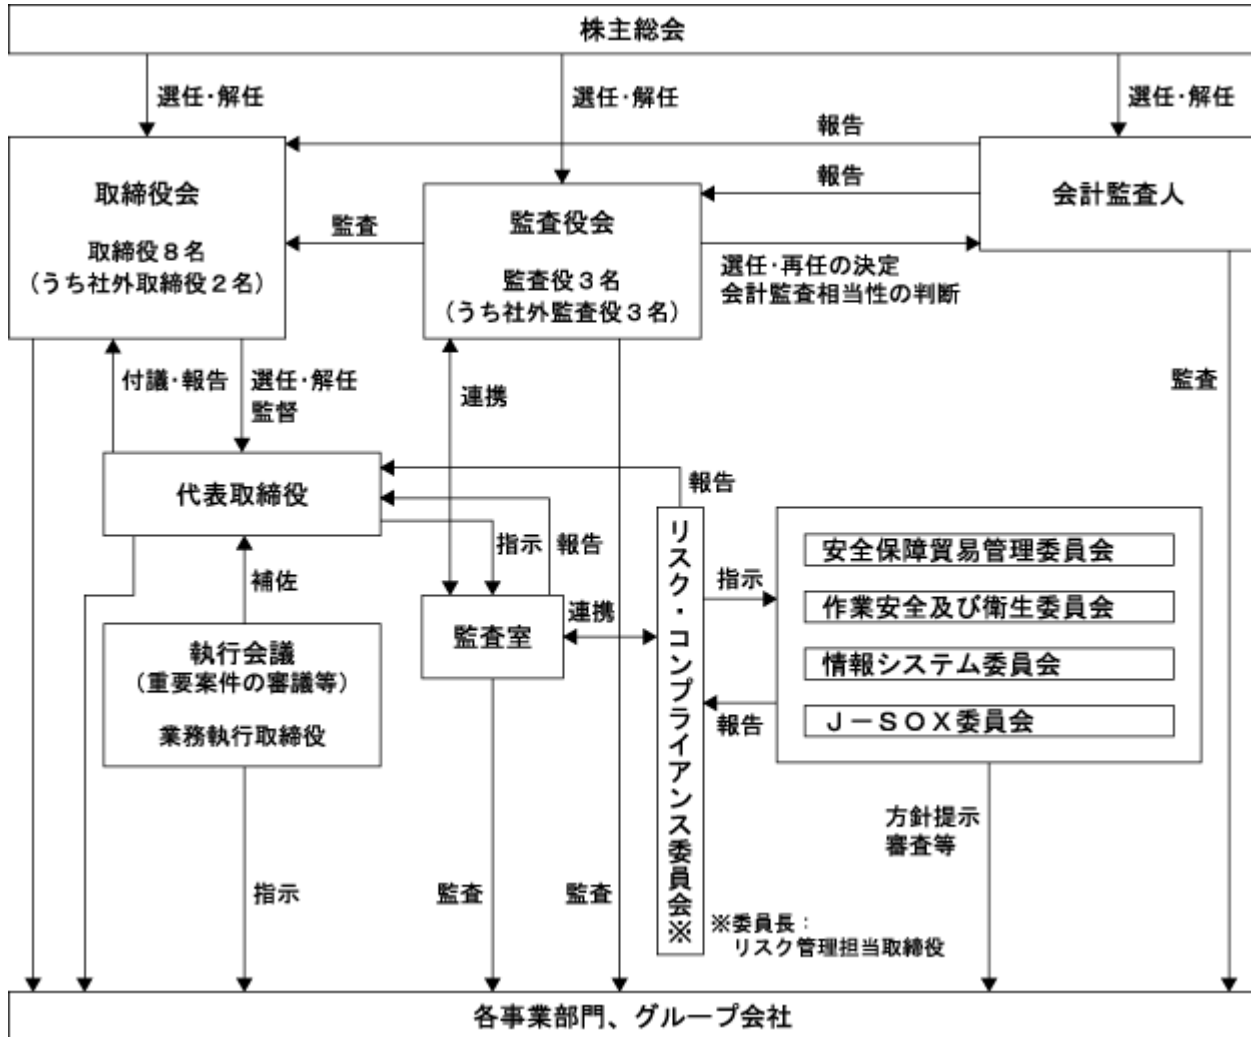 株主総会
選任・解任
選任・解任
選任・解任
報告
取締役会
取締役８名
（うち社外取締役２名）
監査
監査役会
監査役３名
（うち社外監査役３名）
報告
会計監査人
選任・再任の決定
会計監査相当性の判断
付議・報告
選任・解任
監督
連携
監査
代表取締役
報告
指示
報告
補佐
執行会議
（重要案件の審議等）
業務執行取締役
監査室
連携
リスク・コンプライアンス委員会※
指示
報告
安全保障貿易管理委員会
作業安全及び衛生委員会
情報システム委員会
Ｊ－ＳＯＸ委員会
指示
監査
監査
方針提示
審査等
※委員長：
リスク管理担当取締役
各事業部門、グループ会社